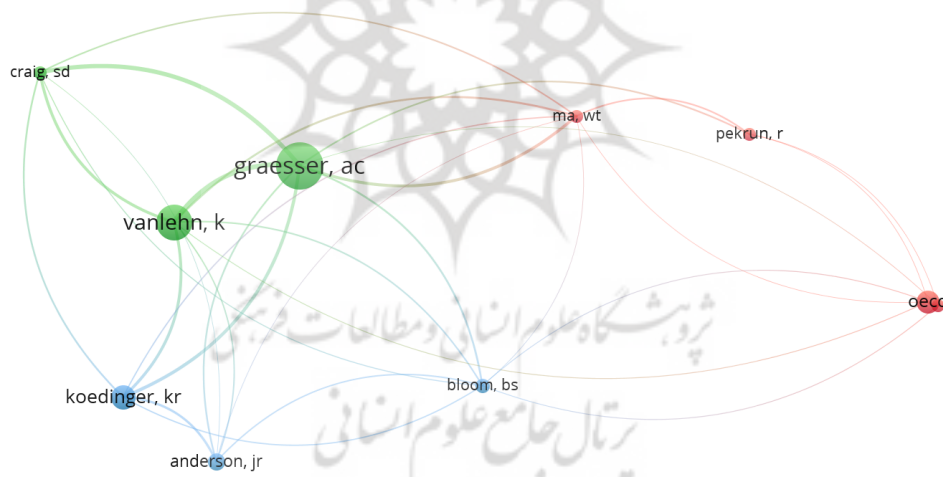 craig, sd
ma, wt
pekrun, r
graesser, ac
vanlehn, k
oecd
bloom, bs
koedinger, kr
anderson, jr
پژوهشگاه علوم انسانی و مطالعات فرهنگی
پرتال جامع علوم انسانی